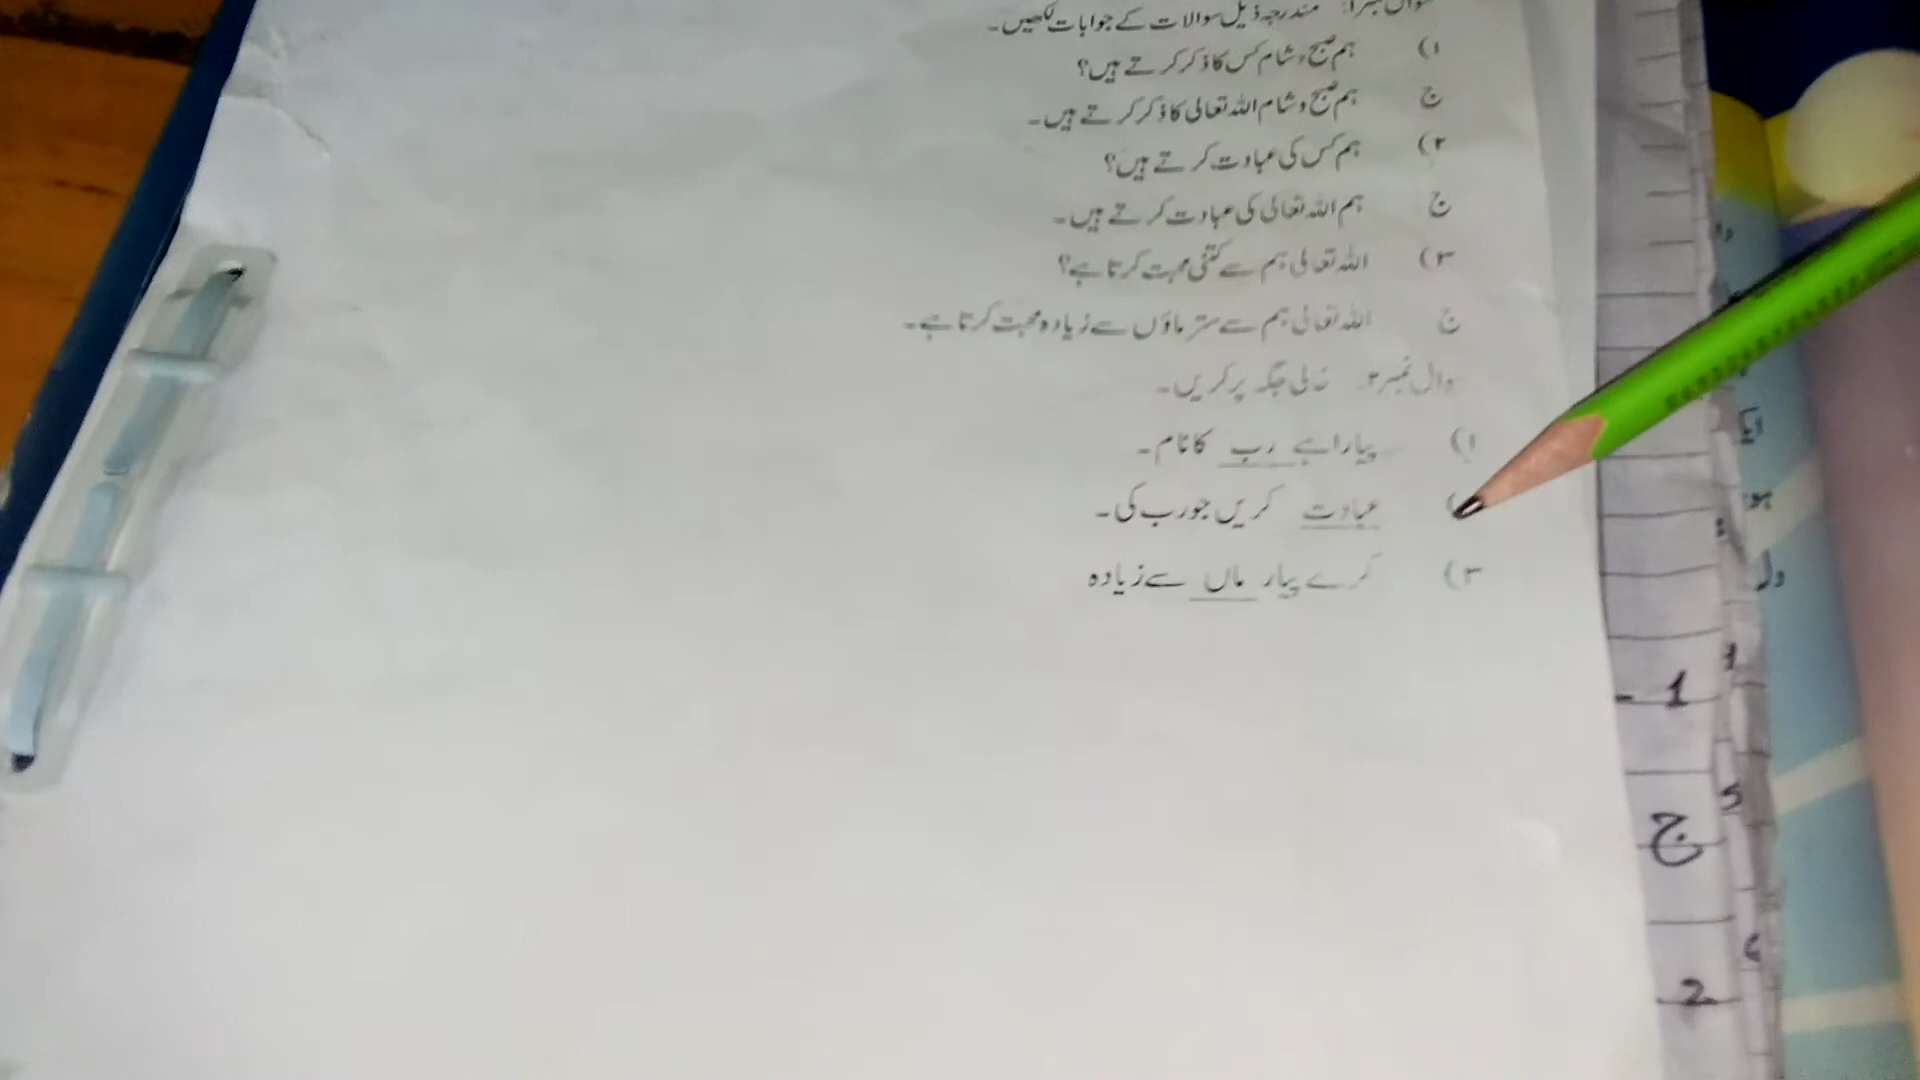 سوال نمبر ۱: مندرجہ ذیل سوالات کے جوابات لکھیں۔
۱) ہم صبح و شام کس کا ذکر کرتے ہیں؟
ج ہم صبح و شام اللہ تعالی کا ذکر کرتے ہیں۔
۲) ہم کس کی عبادت کرتے ہیں؟
ج ہم اللہ تعالی کی عبادت کرتے ہیں۔
۳) اللہ تعالی ہم سے کتنی محبت کرتا ہے؟
ج اللہ تعالی ہم سے ستر ماؤں سے زیادہ محبت کرتا ہے۔
سوال نمبر ۲: خالی جگہ پر کریں۔
۱) پیارا ہے رب کا نام۔
) عبادت کریں جو رب کی۔
۳) کرے پیار ماں سے زیادہ
1 -
ج
2